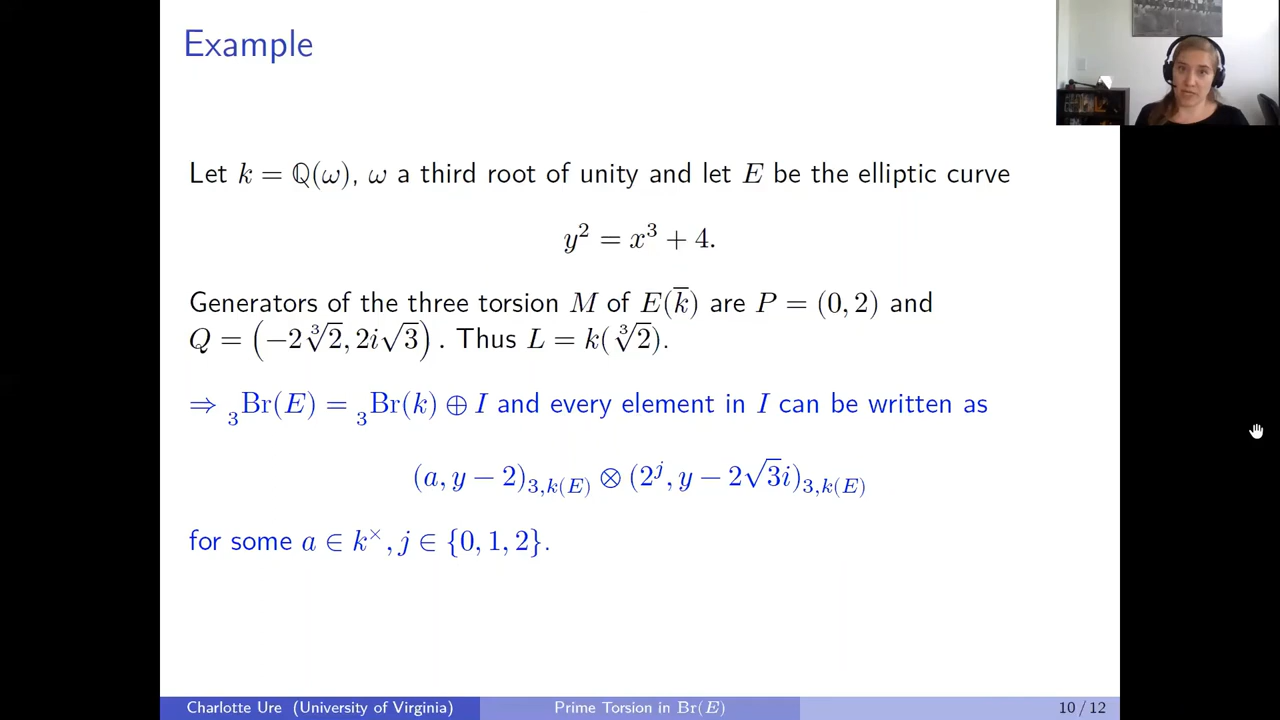 Example
Let k = ℚ(ω), ω a third root of unity and let E be the elliptic curve
y² = x³ + 4.
Generators of the three torsion M of E(k̅) are P = (0, 2) and
Q = (−2∛2, 2i√3). Thus L = k(∛2).
⇒ ₃Br(E) = ₃Br(k) ⊕ I and every element in I can be written as
(a, y − 2)₃,ₖ(E) ⊗ (2ʲ, y − 2√3i)₃,ₖ(E)
for some a ∈ k^×, j ∈ {0, 1, 2}.
Charlotte Ure (University of Virginia) Prime Torsion in Br(E) 10 / 12